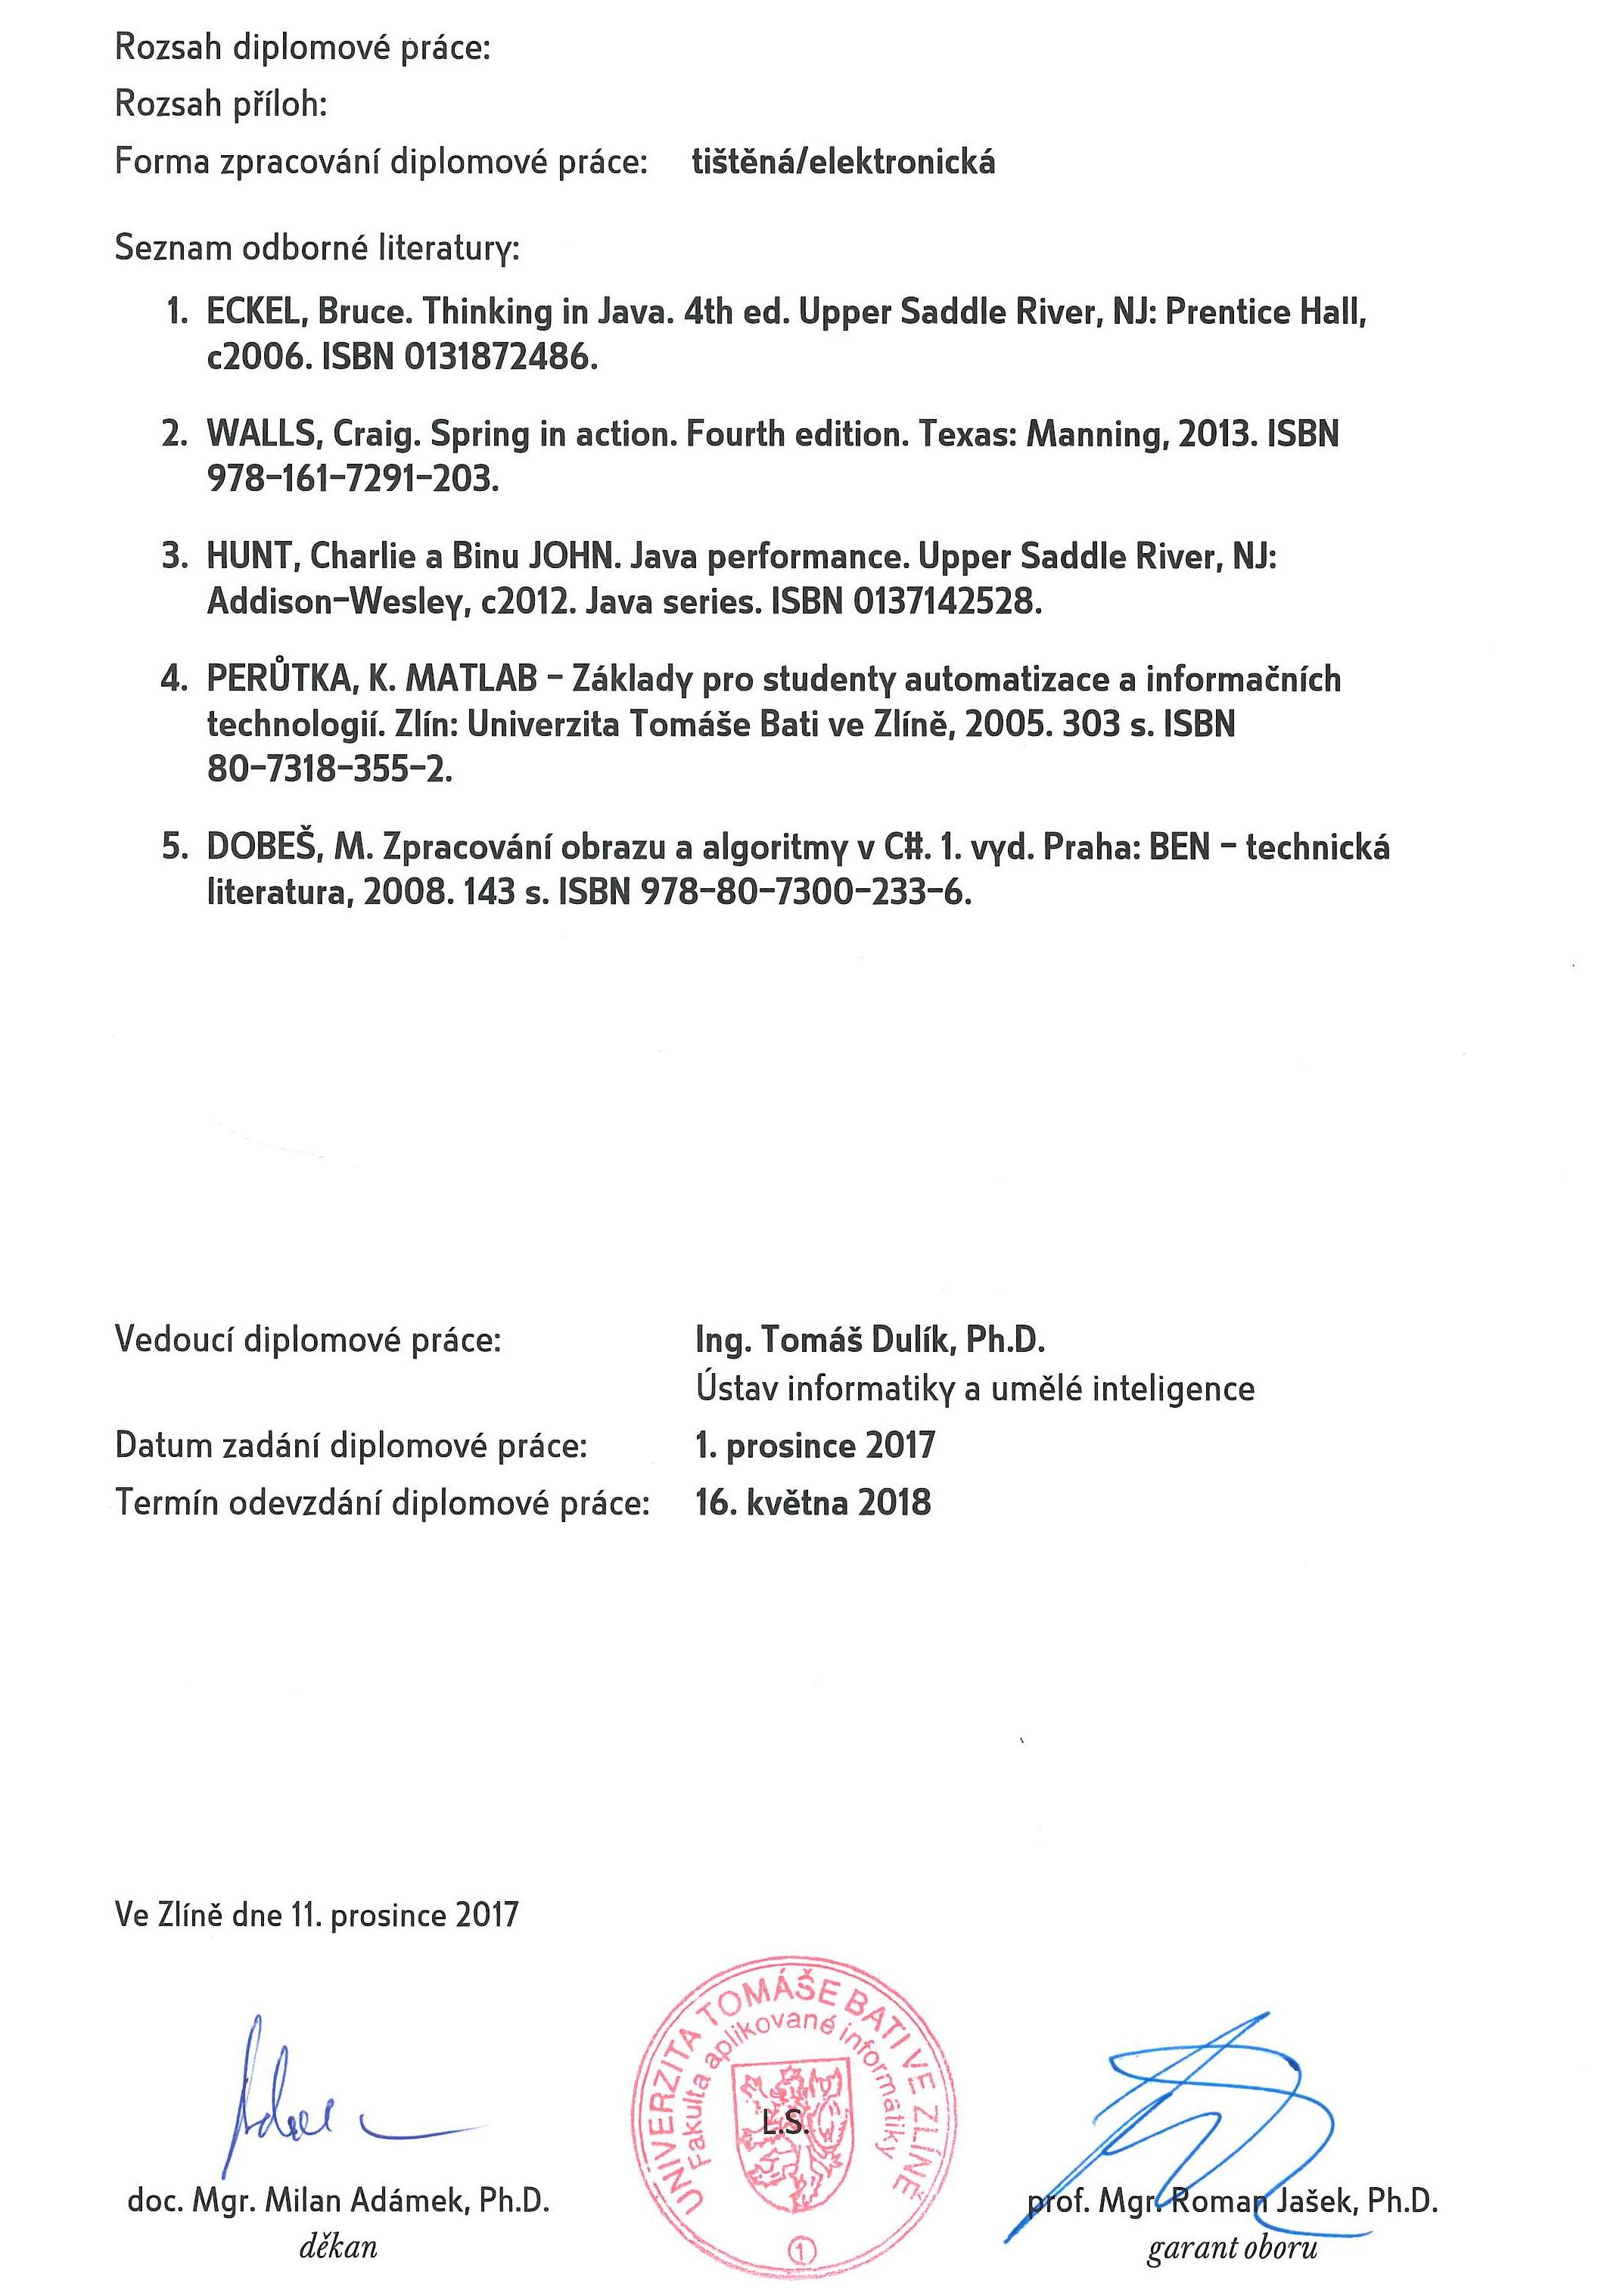 Rozsah diplomové práce:
Rozsah příloh:
Forma zpracování diplomové práce: tištěná/elektronická
Seznam odborné literatury:
1. ECKEL, Bruce. Thinking in Java. 4th ed. Upper Saddle River, NJ: Prentice Hall,
c2006. ISBN 0131872486.
2. WALLS, Craig. Spring in action. Fourth edition. Texas: Manning, 2013. ISBN
978-161-7291-203.
3. HUNT, Charlie a Binu JOHN. Java performance. Upper Saddle River, NJ:
Addison-Wesley, c2012. Java series. ISBN 0137142528.
4. PERŮTKA, K. MATLAB - Základy pro studenty automatizace a informačních
technologií. Zlín: Univerzita Tomáše Bati ve Zlíně, 2005. 303 s. ISBN
80-7318-355-2.
5. DOBEŠ, M. Zpracování obrazu a algoritmy v C#. 1. vyd. Praha: BEN - technická
literatura, 2008. 143 s. ISBN 978-80-7300-233-6.
Vedoucí diplomové práce: Ing. Tomáš Dulík, Ph.D.
Ústav informatiky a umělé inteligence
Datum zadání diplomové práce: 1. prosince 2017
Termín odevzdání diplomové práce: 16. května 2018
Ve Zlíně dne 11. prosince 2017
UNIVERZITA TOMÁŠE BATI VE ZLÍNĚ
Fakulta aplikované informatiky
L.S.
1
doc. Mgr. Milan Adámek, Ph.D.
děkan
prof. Mgr. Roman Jašek, Ph.D.
garant oboru